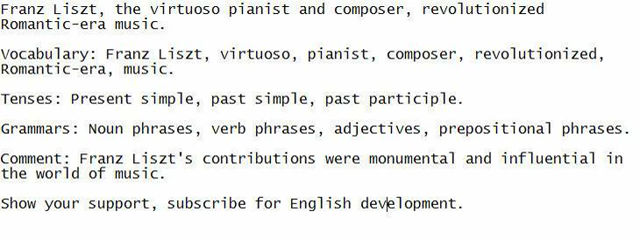 Franz Liszt, the virtuoso pianist and composer, revolutionized
Romantic-era music.
Vocabulary: Franz Liszt, virtuoso, pianist, composer, revolutionized,
Romantic-era, music.
Tenses: Present simple, past simple, past participle.
Grammars: Noun phrases, verb phrases, adjectives, prepositional phrases.
Comment: Franz Liszt's contributions were monumental and influential in
the world of music.
Show your support, subscribe for English development.